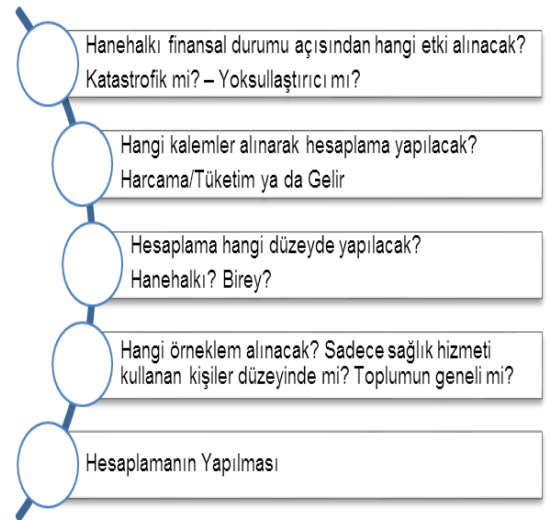 Hanehalkı finansal durumu açısından hangi etki alınacak?
Katastrofik mi? – Yoksullaştırıcı mı?
Hangi kalemler alınarak hesaplama yapılacak?
Harcama/Tüketim ya da Gelir
Hesaplama hangi düzeyde yapılacak?
Hanehalkı? Birey?
Hangi örneklem alınacak? Sadece sağlık hizmeti
kullanan kişiler düzeyinde mi? Toplumun geneli mi?
Hesaplamanın Yapılması